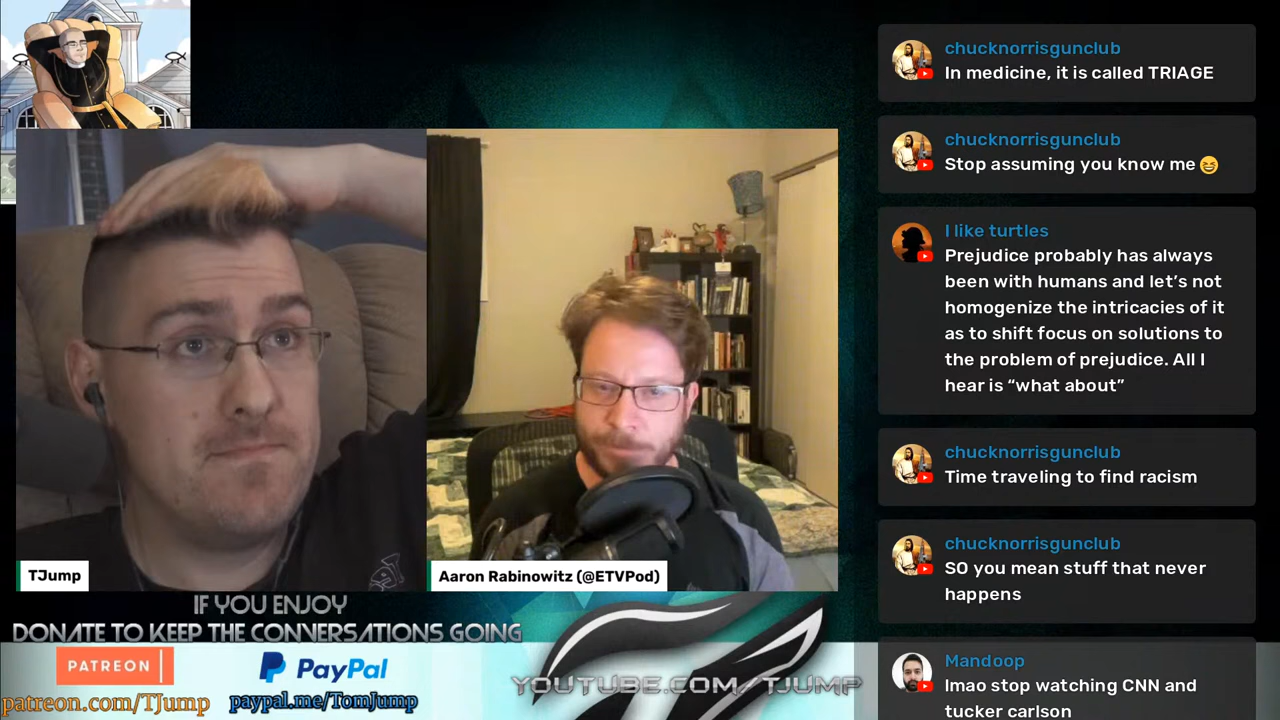 chucknorrisgunclub
In medicine, it is called TRIAGE
chucknorrisgunclub
Stop assuming you know me 😆
I like turtles
Prejudice probably has always
been with humans and let’s not
homogenize the intricacies of it
as to shift focus on solutions to
the problem of prejudice. All I
hear is “what about”
chucknorrisgunclub
Time traveling to find racism
chucknorrisgunclub
SO you mean stuff that never
happens
Mandoop
lmao stop watching CNN and
tucker carlson
TJump
Aaron Rabinowitz (@ETVPod)
IF YOU ENJOY
DONATE TO KEEP THE CONVERSATIONS GOING
PATREON
PayPal
patreon.com/TJump
paypal.me/TomJump
YOUTUBE.COM/TJUMP